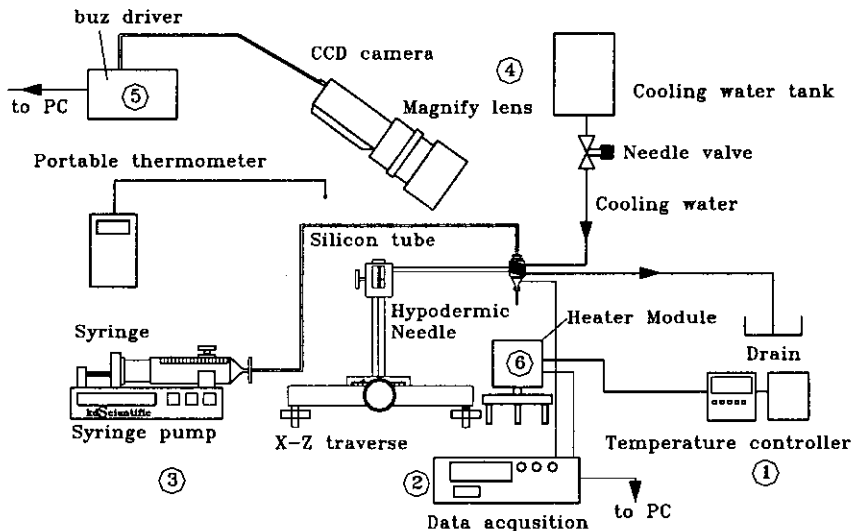 buz driver
CCD camera
④
⑤
to PC
Magnify lens
Cooling water tank
Needle valve
Portable thermometer
Cooling water
Silicon tube
Hypodermic
Needle
Heater Module
Syringe
⑥
Drain
kdScientific
Syringe pump
X-Z traverse
Temperature controller
③
②
①
to PC
Data acqusition